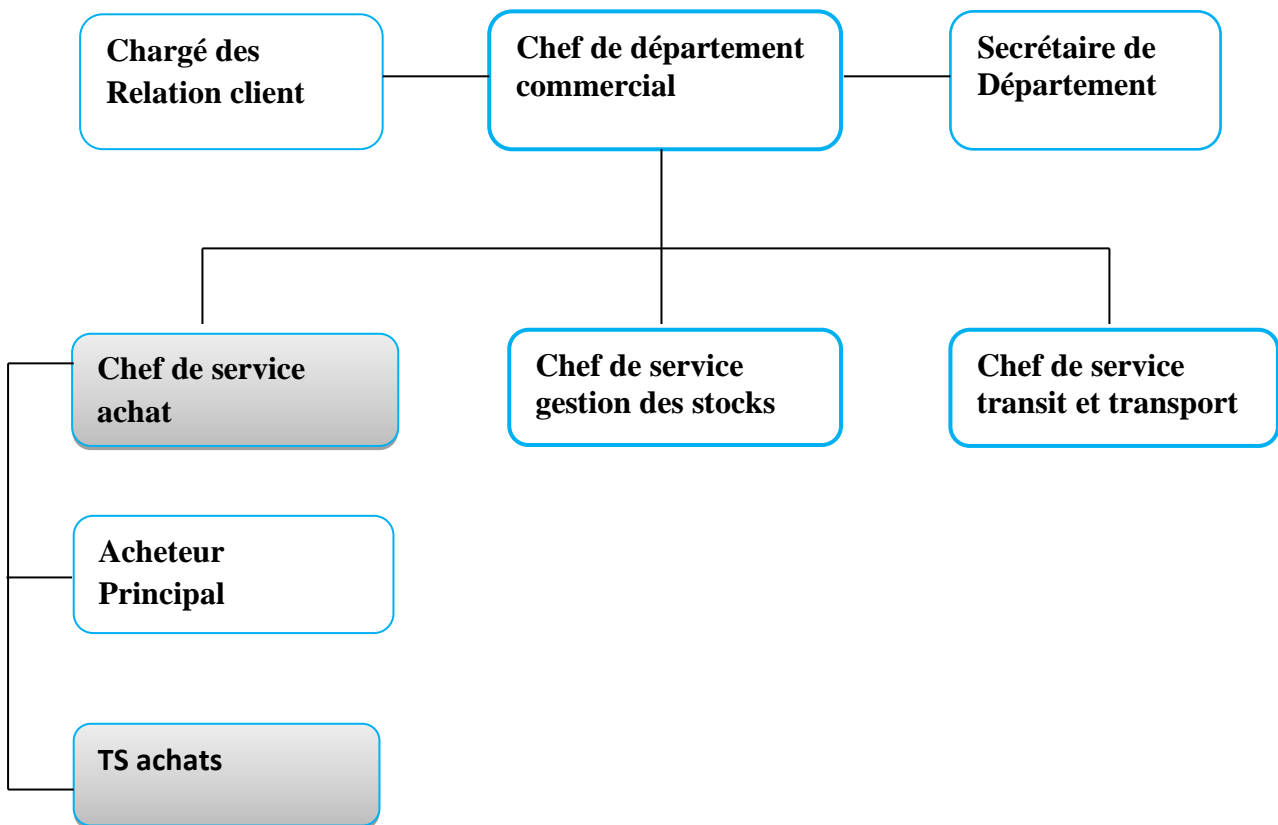 Chargé des
Relation client
Chef de département
commercial
Secrétaire de
Département
Chef de service
achat
Chef de service
gestion des stocks
Chef de service
transit et transport
Acheteur
Principal
TS achats